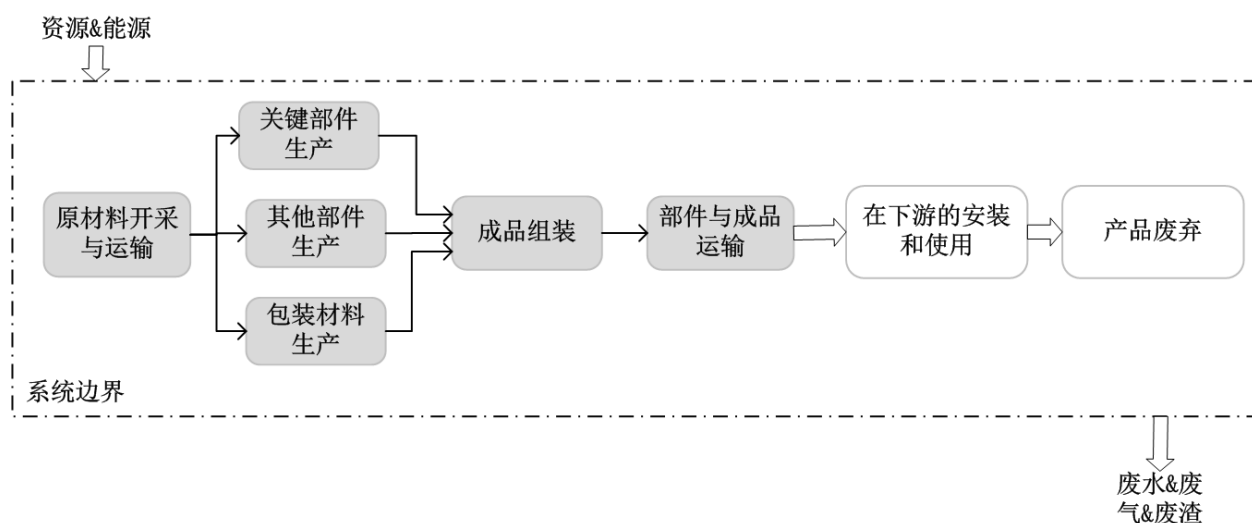 资源&能源
关键部件
生产
原材料开采
与运输
其他部件
生产
包装材料
生产
成品组装
部件与成品
运输
在下游的安装
和使用
产品废弃
系统边界
废水&废
气&废渣